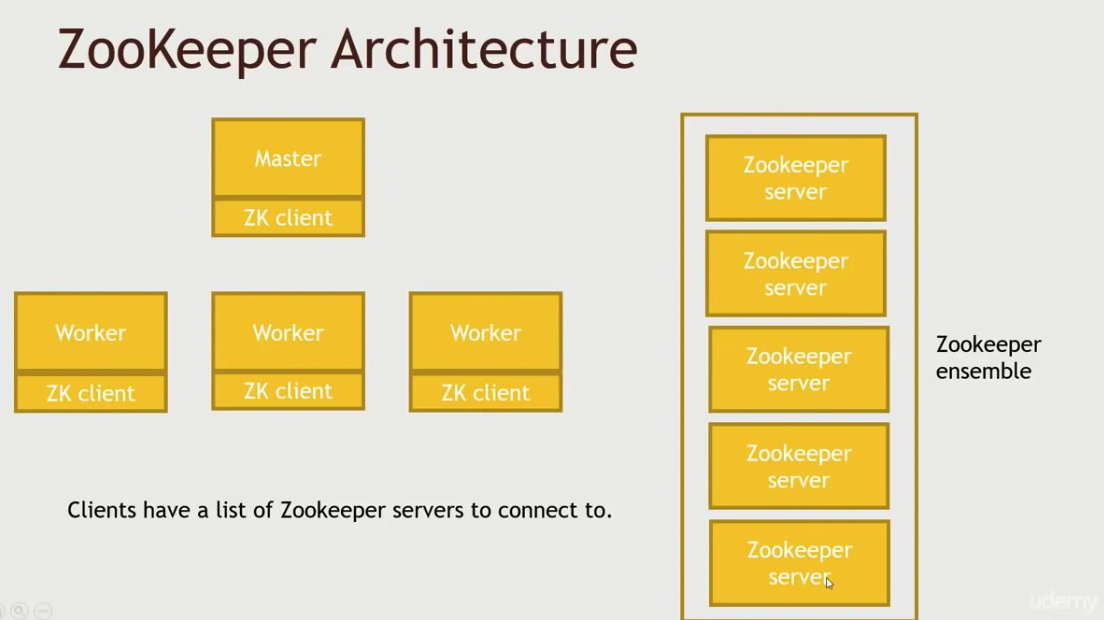 ZooKeeper Architecture
Master
ZK client
Worker
ZK client
Worker
ZK client
Worker
ZK client
Clients have a list of Zookeeper servers to connect to.
Zookeeper
server
Zookeeper
server
Zookeeper
server
Zookeeper
server
Zookeeper
server
Zookeeper
ensemble
udemy